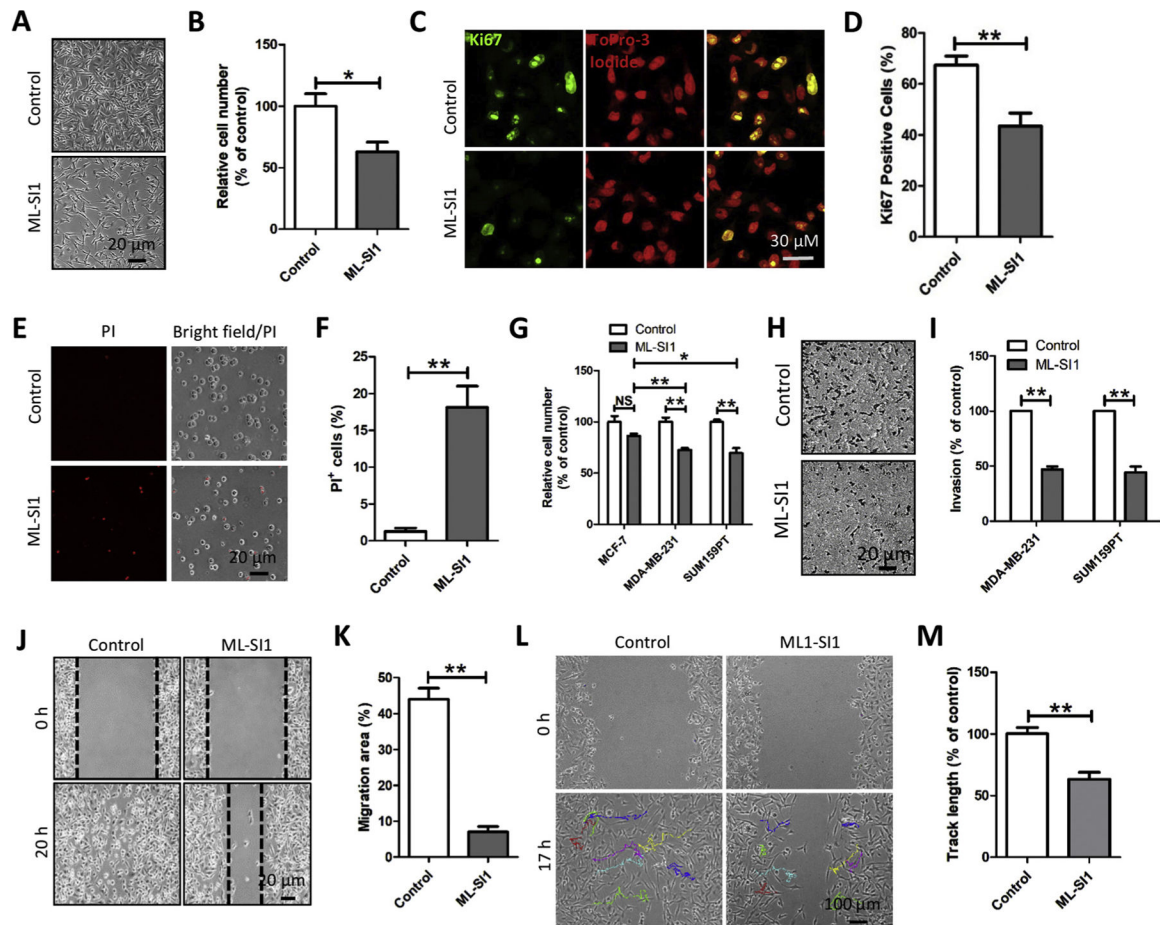 A
Control
ML-SI1
20 µm
B
Relative cell number
(% of control)
150
100
50
0
*
Control
ML-SI1
C
Ki67
ToPro-3
Iodide
Control
ML-SI1
30 µM
D
Ki67 Positive Cells (%)
80
60
40
20
0
**
Control
ML-SI1
E
PI
Bright field/PI
Control
ML-SI1
20 µm
F
PI+ cells (%)
25
20
15
10
5
0
**
Control
ML-SI1
G
Control
ML-SI1
Relative cell number
(% of control)
150
100
50
0
*
**
NS
**
**
MCF-7
MDA-MB-231
SUM159PT
H
Control
ML-SI1
20 µm
I
Control
ML-SI1
Invasion (% of control)
150
100
50
0
**
**
MDA-MB-231
SUM159PT
J
Control
ML-SI1
0 h
20 h
20 µm
K
Migration area (%)
50
40
30
20
10
0
**
Control
ML-SI1
L
Control
ML1-SI1
0 h
17 h
100 µm
M
Track length (% of control)
150
100
50
0
**
Control
ML-SI1